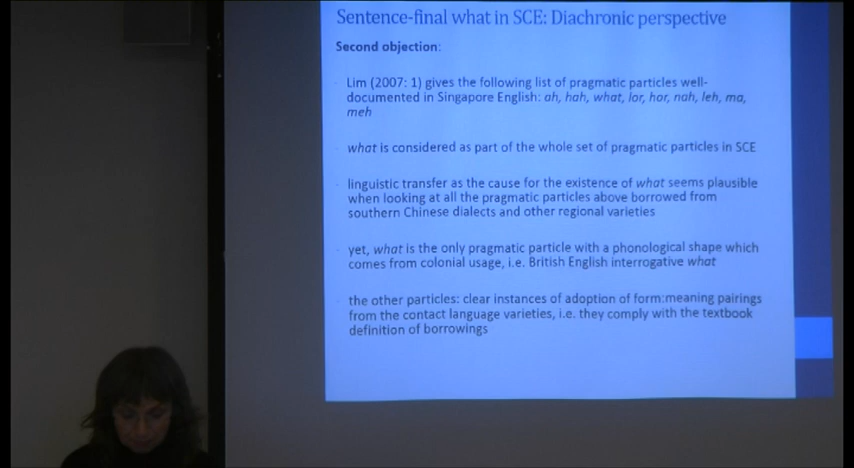 Sentence-final what in SCE: Diachronic perspective
Second objection:
Lim (2007: 1) gives the following list of pragmatic particles well-
documented in Singapore English: ah, hah, what, lor, hor, nah, leh, ma,
meh
what is considered as part of the whole set of pragmatic particles in SCE
linguistic transfer as the cause for the existence of what seems plausible
when looking at all the pragmatic particles above borrowed from
southern Chinese dialects and other regional varieties
yet, what is the only pragmatic particle with a phonological shape which
comes from colonial usage, i.e. British English interrogative what
the other particles: clear instances of adoption of form:meaning pairings
from the contact language varieties, i.e. they comply with the textbook
definition of borrowings